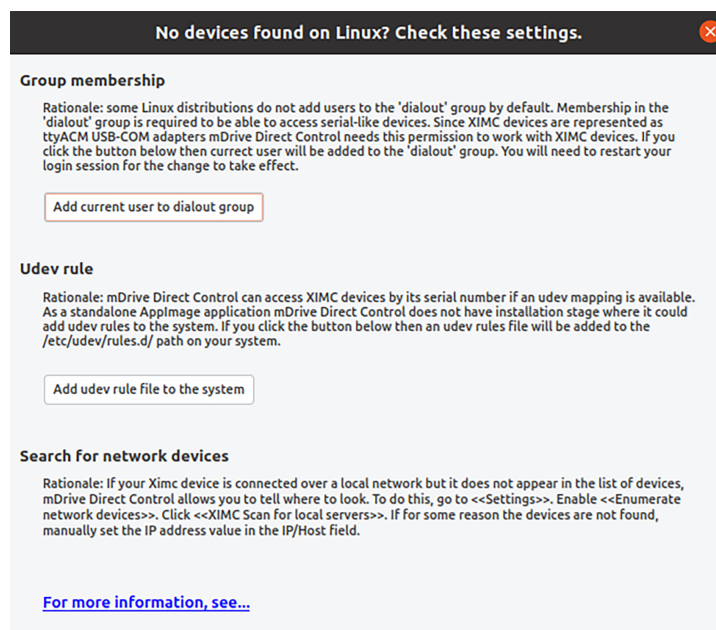 No devices found on Linux? Check these settings.
Group membership
Rationale: some Linux distributions do not add users to the 'dialout' group by default. Membership in the
'dialout' group is required to be able to access serial-like devices. Since XIMC devices are represented as
ttyACM USB-COM adapters mDrive Direct Control needs this permission to work with XIMC devices. If you
click the button below then currect user will be added to the 'dialout' group. You will need to restart your
login session for the change to take effect.
Add current user to dialout group
Udev rule
Rationale: mDrive Direct Control can access XIMC devices by its serial number if an udev mapping is available.
As a standalone AppImage application mDrive Direct Control does not have installation stage where it could
add udev rules to the system. If you click the button below then an udev rules file will be added to the
/etc/udev/rules.d/ path on your system.
Add udev rule file to the system
Search for network devices
Rationale: If your Ximc device is connected over a local network but it does not appear in the list of devices,
mDrive Direct Control allows you to tell where to look. To do this, go to <<Settings>>. Enable <<Enumerate
network devices>>. Click <<XIMC Scan for local servers>>. If for some reason the devices are not found,
manually set the IP address value in the IP/Host field.
For more information, see...